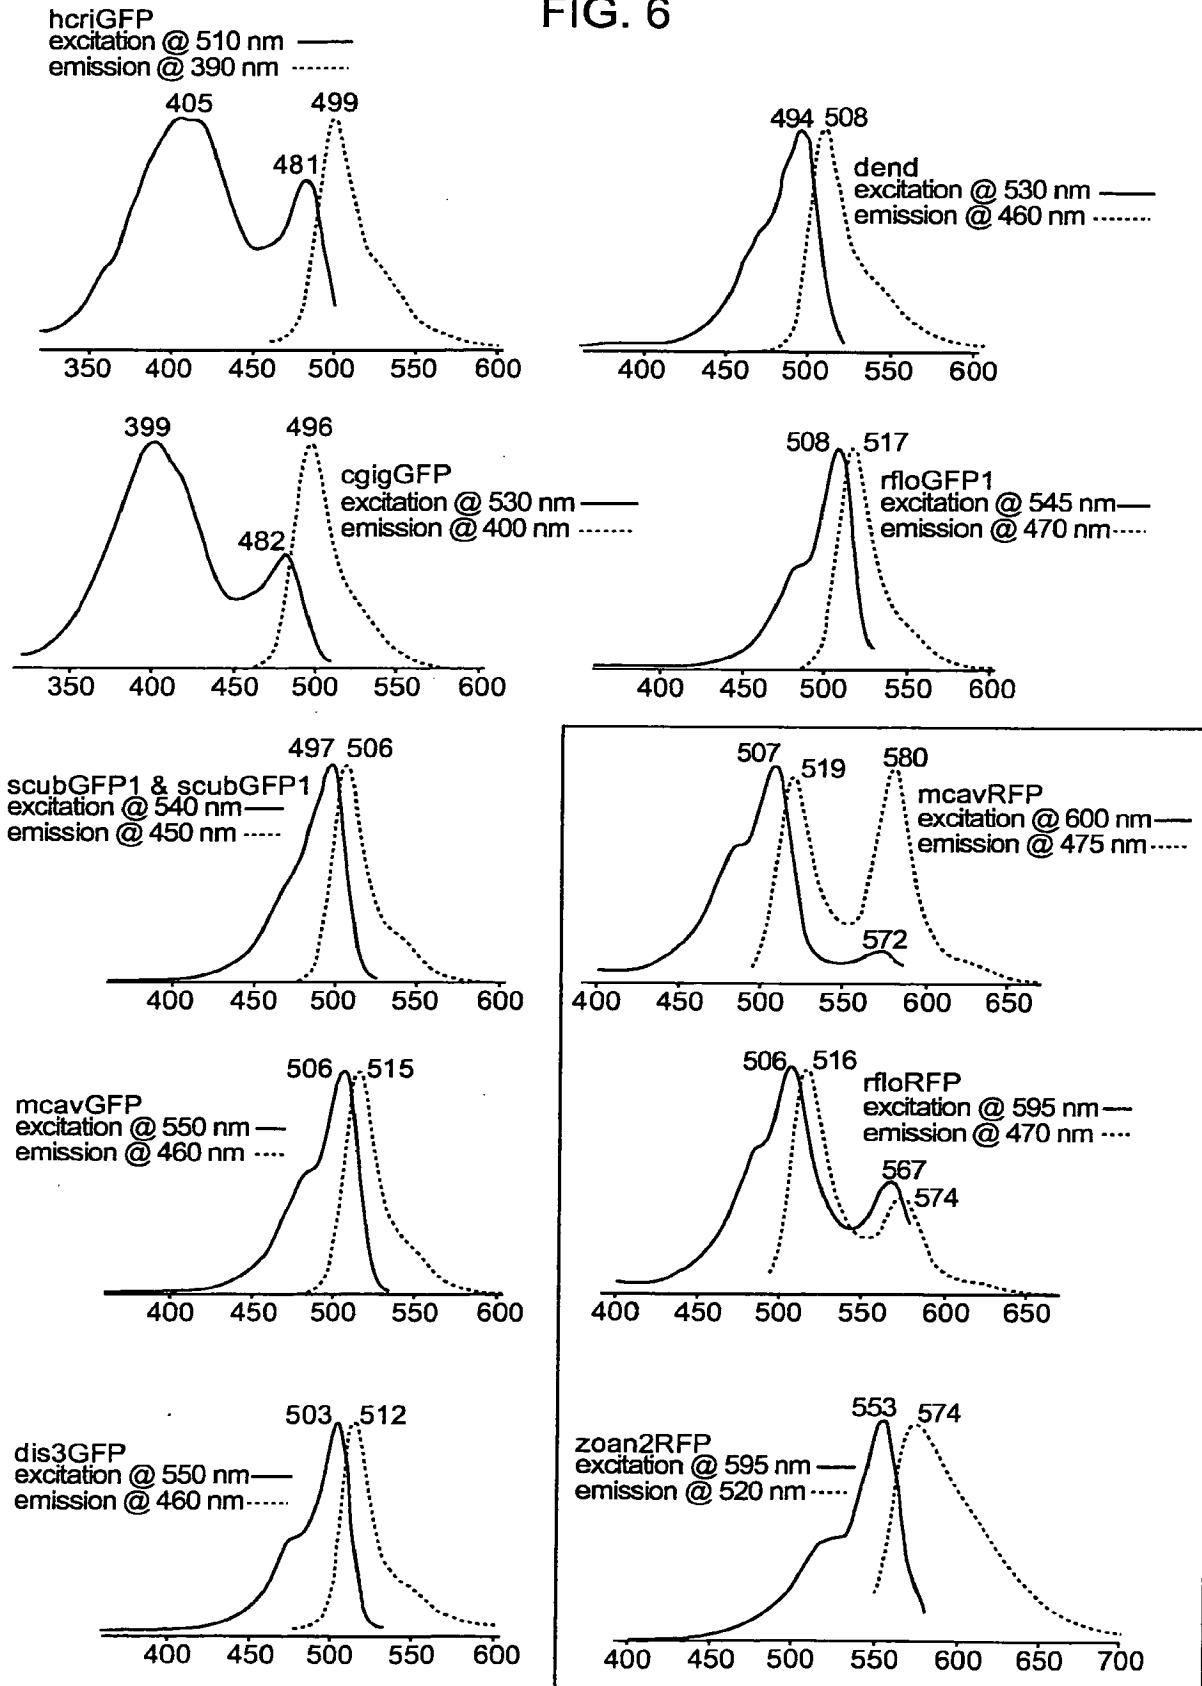 FIG. 6
hcriGFP
excitation @ 510 nm
emission @ 390 nm
405
499
481
350 400 450 500 550 600
494 508
dend
excitation @ 530 nm
emission @ 460 nm
400 450 500 550 600
399
496
cgigGFP
excitation @ 530 nm
emission @ 400 nm
482
350 400 450 500 550 600
508 517
rfloGFP1
excitation @ 545 nm
emission @ 470 nm
400 450 500 550 600
497 506
scubGFP1 & scubGFP1
excitation @ 540 nm
emission @ 450 nm
400 450 500 550 600
507
519
580
mcavRFP
excitation @ 600 nm
emission @ 475 nm
572
400 450 500 550 600 650
506 515
mcavGFP
excitation @ 550 nm
emission @ 460 nm
400 450 500 550 600
506 516
rfloRFP
excitation @ 595 nm
emission @ 470 nm
567
574
400 450 500 550 600 650
503 512
dis3GFP
excitation @ 550 nm
emission @ 460 nm
400 450 500 550 600
553 574
zoan2RFP
excitation @ 595 nm
emission @ 520 nm
400 450 500 550 600 650 700